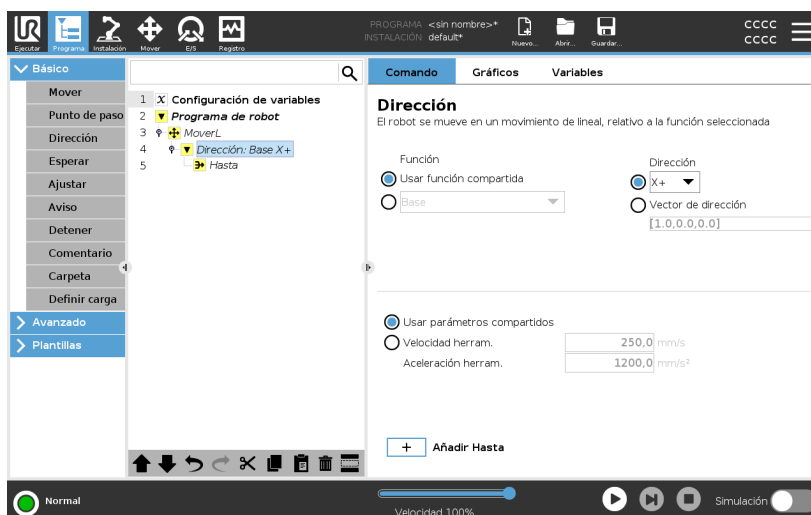 UR
PROGRAMA <sin nombre>*
INSTALACIÓN default*
CCCC
CCCC
Ejecutar Programa Instalación Mover E/S Registro Nuevo... Abrir... Guardar...
Básico
Mover
Punto de paso
Dirección
Esperar
Ajustar
Aviso
Detener
Comentario
Carpeta
Definir carga
Avanzado
Plantillas
1 X Configuración de variables
2 Programa de robot
3 MoverL
4 Dirección: Base X+
5 Hasta
Comando Gráficos Variables
Dirección
El robot se mueve en un movimiento de lineal, relativo a la función seleccionada
Función
Usar función compartida
Base
Dirección
X+
Vector de dirección
[1.0,0.0,0.0]
Usar parámetros compartidos
Velocidad herram. 250,0 mm/s
Aceleración herram. 1200,0 mm/s²
+ Añadir Hasta
Normal
Velocidad 100%
Simulación